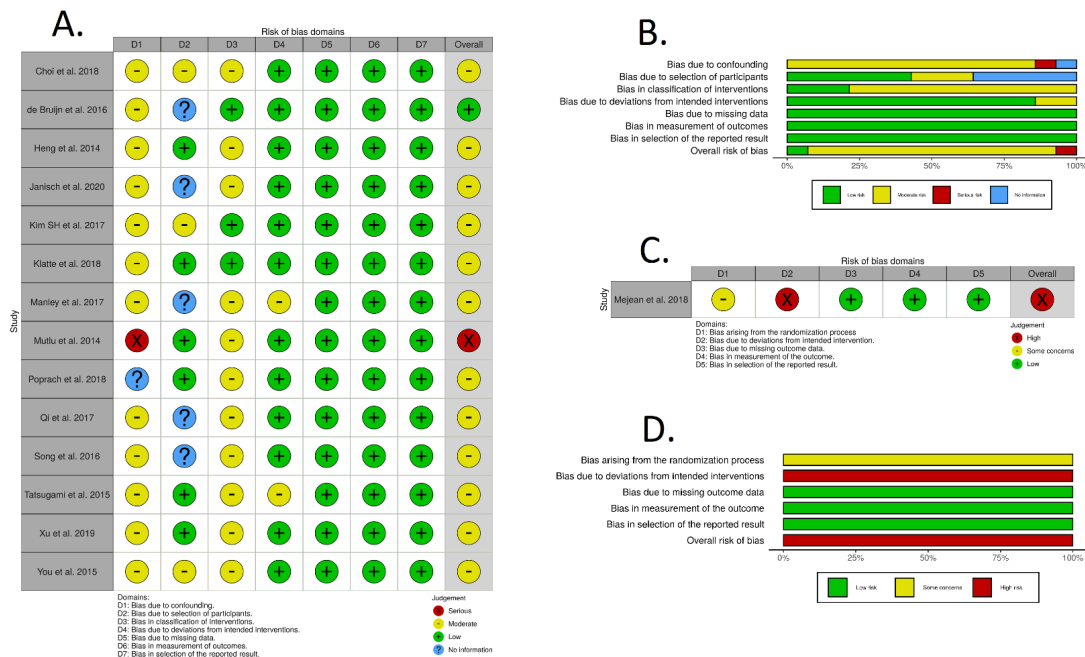 A.
Risk of bias domains
D1 D2 D3 D4 D5 D6 D7 Overall
Study
Choi et al. 2018 - - - + + + + -
de Bruijn et al. 2016 - ? + + + + + +
Heng et al. 2014 - + - + + + + -
Janisch et al. 2020 - ? - + + + + -
Kim SH et al. 2017 - - + + + + + -
Klatte et al. 2018 - + + + + + + -
Manley et al. 2017 - ? - - + + + -
Mutlu et al. 2014 X + - + + + + X
Poprach et al. 2018 ? + - + + + + -
Qi et al. 2017 - ? - + + + + -
Song et al. 2016 - ? - + + + + -
Tatsugami et al. 2015 - + - - + + + -
Xu et al. 2019 - + - + + + + -
You et al. 2015 - - - + + + + -
Domains:
D1: Bias due to confounding.
D2: Bias due to selection of participants.
D3: Bias in classification of interventions.
D4: Bias due to deviations from intended interventions.
D5: Bias due to missing data.
D6: Bias in measurement of outcomes.
D7: Bias in selection of the reported result.
Judgement
X Serious
- Moderate
+ Low
? No information
B.
Bias due to confounding
Bias due to selection of participants
Bias in classification of interventions
Bias due to deviations from intended interventions
Bias due to missing data
Bias in measurement of outcomes
Bias in selection of the reported result
Overall risk of bias
0% 25% 50% 75% 100%
Low risk Moderate risk Serious risk No information
C.
Risk of bias domains
D1 D2 D3 D4 D5 Overall
Study
Mejean et al. 2018 - X + + + X
Domains:
D1: Bias arising from the randomization process
D2: Bias due to deviations from intended intervention.
D3: Bias due to missing outcome data.
D4: Bias in measurement of the outcome.
D5: Bias in selection of the reported result.
Judgement
X High
- Some concerns
+ Low
D.
Bias arising from the randomization process
Bias due to deviations from intended interventions
Bias due to missing outcome data
Bias in measurement of the outcome
Bias in selection of the reported result
Overall risk of bias
0% 25% 50% 75% 100%
Low risk Some concerns High risk